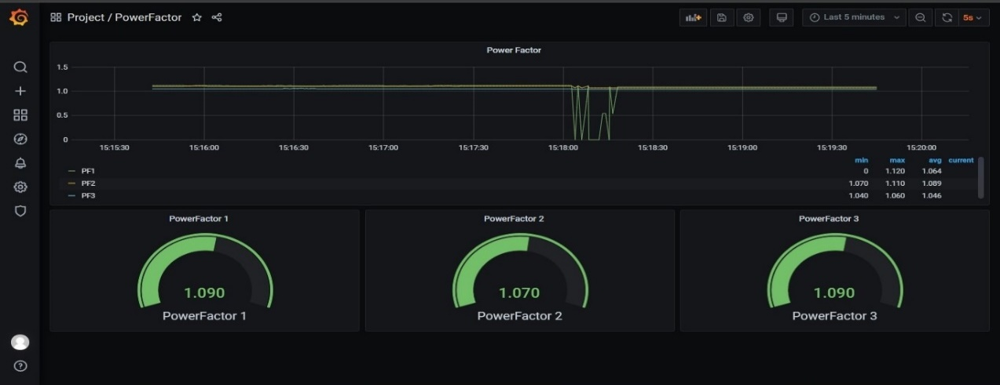 Project / PowerFactor
Last 5 minutes
5s
Power Factor
1.5
1.0
0.5
0
15:15:30 15:16:00 15:16:30 15:17:00 15:17:30 15:18:00 15:18:30 15:19:00 15:19:30 15:20:00
min max avg current
PF1 0 1.120 1.064
PF2 1.070 1.110 1.089
PF3 1.040 1.060 1.046
PowerFactor 1 PowerFactor 2 PowerFactor 3
1.090 1.070 1.090
PowerFactor 1 PowerFactor 2 PowerFactor 3